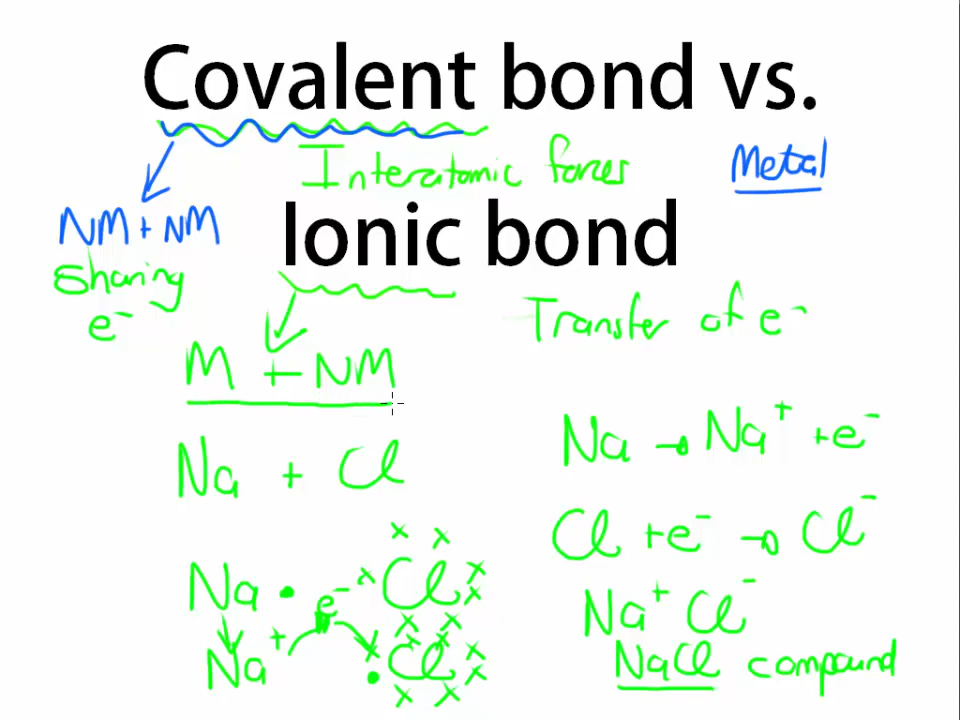 Covalent bond vs.
Interatomic forces
Metal
NM + NM
Ionic bond
Sharing
e⁻
Transfer of e⁻
M + NM
Na → Na⁺ + e⁻
Na + Cl
Cl + e⁻ → Cl⁻
Na • e⁻ Cl
Na⁺ Cl⁻
Na⁺ Cl
NaCl compound